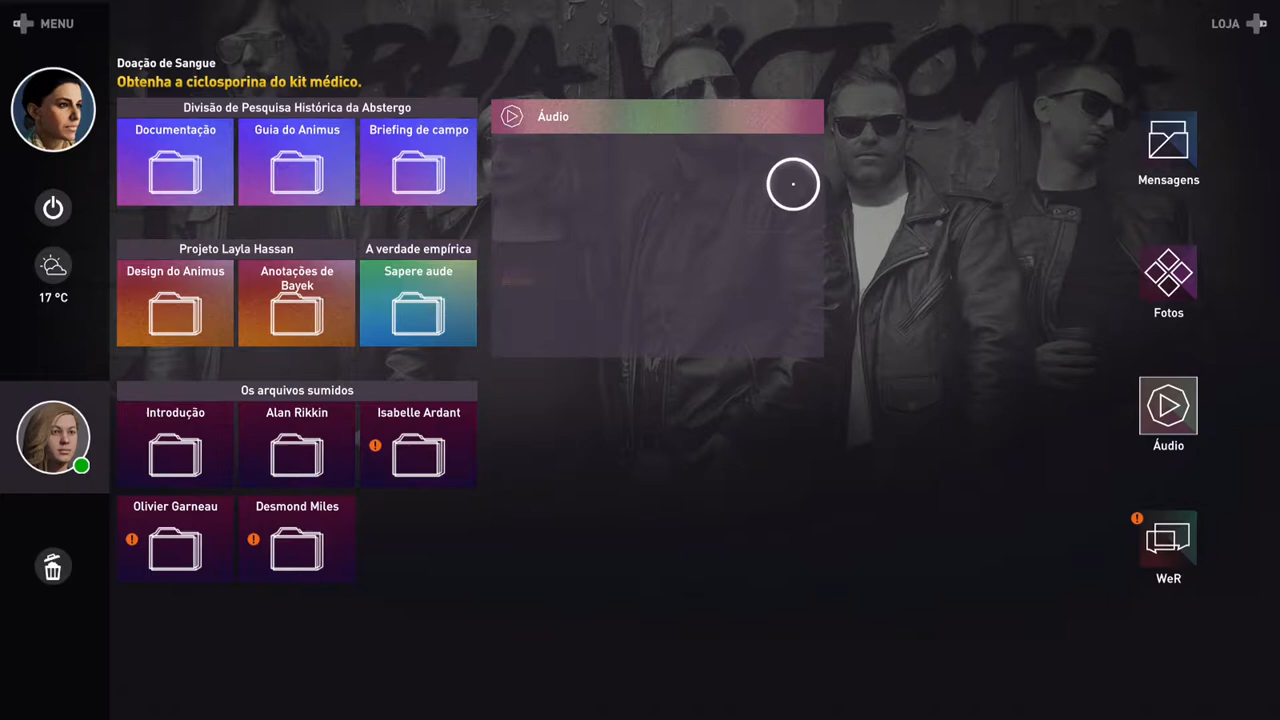 MENU
LOJA
Doação de Sangue
Obtenha a ciclosporina do kit médico.
Divisão de Pesquisa Histórica da Abstergo
Documentação
Guia do Animus
Briefing de campo
Áudio
Mensagens
Projeto Layla Hassan
A verdade empírica
Design do Animus
Anotações de
Bayek
Sapere aude
17 °C
Fotos
Os arquivos sumidos
Introdução
Alan Rikkin
Isabelle Ardant
Áudio
Olivier Garneau
Desmond Miles
WeR